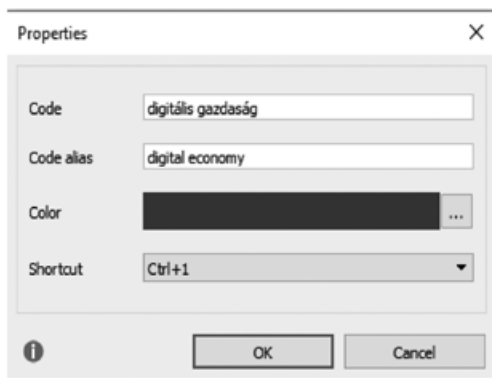 Properties
Code digitális gazdaság
Code alias digital economy
Color ...
Shortcut Ctrl+1
OK Cancel